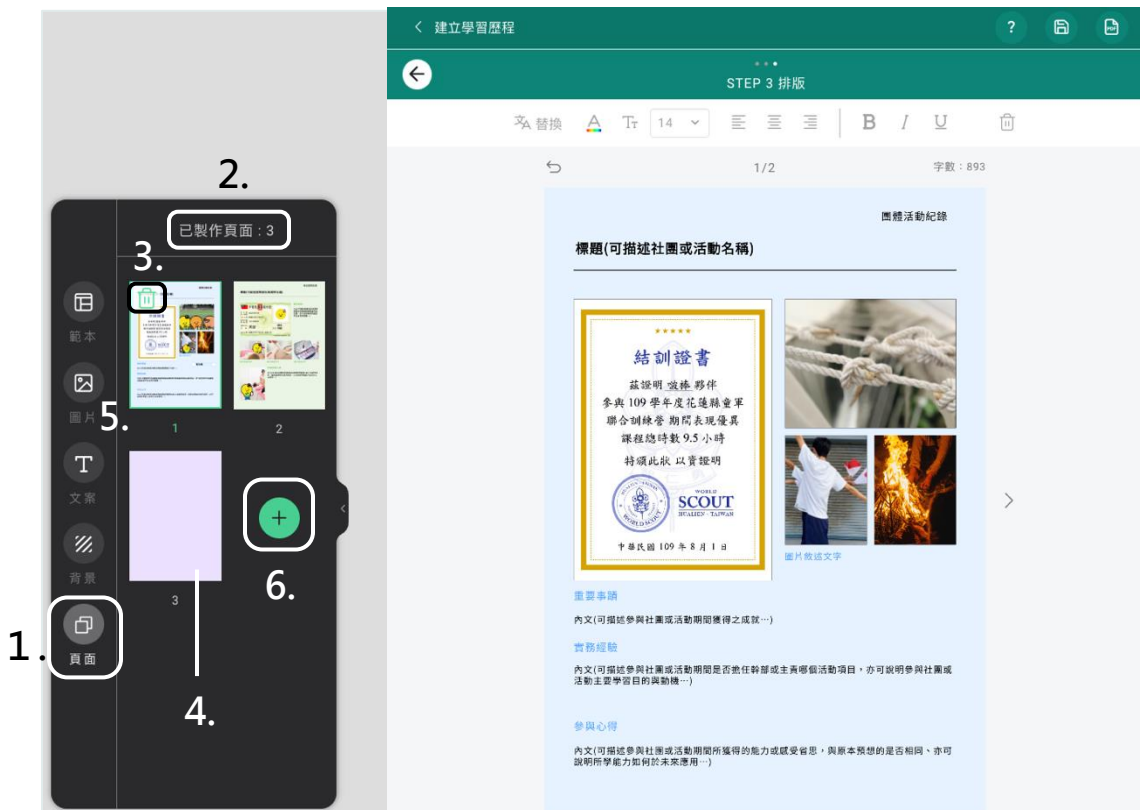 2.
已製作頁面 : 3
3.
範本
圖片
5.
1
2
文案
背景
3
6.
1.
頁面
4.
建立學習歷程
?
PDF
STEP 3 排版
替換
A
TT
14
B
I
U
1/2
字數：893
團體活動紀錄
標題(可描述社團或活動名稱)
結訓證書
茲證明 啵棒 夥伴
參與 109 學年度花蓮縣童軍
聯合訓練營 期間表現優異
課程總時數 9.5 小時
特頒此狀 以資證明
WORLD
SCOUT
HUALIEN · TAIWAN
中華民國 109 年 8 月 1 日
圖片敘述文字
重要事蹟
內文(可描述參與社團或活動期間獲得之成就⋯)
實務經驗
內文(可描述參與社團或活動期間是否擔任幹部或主責哪個活動項目，亦可說明參與社團或
活動主要學習目的與動機⋯)
參與心得
內文(可描述參與社團或活動期間所獲得的能力或感受省思，與原本預想的是否相同、亦可
說明所學能力如何於未來應用⋯)